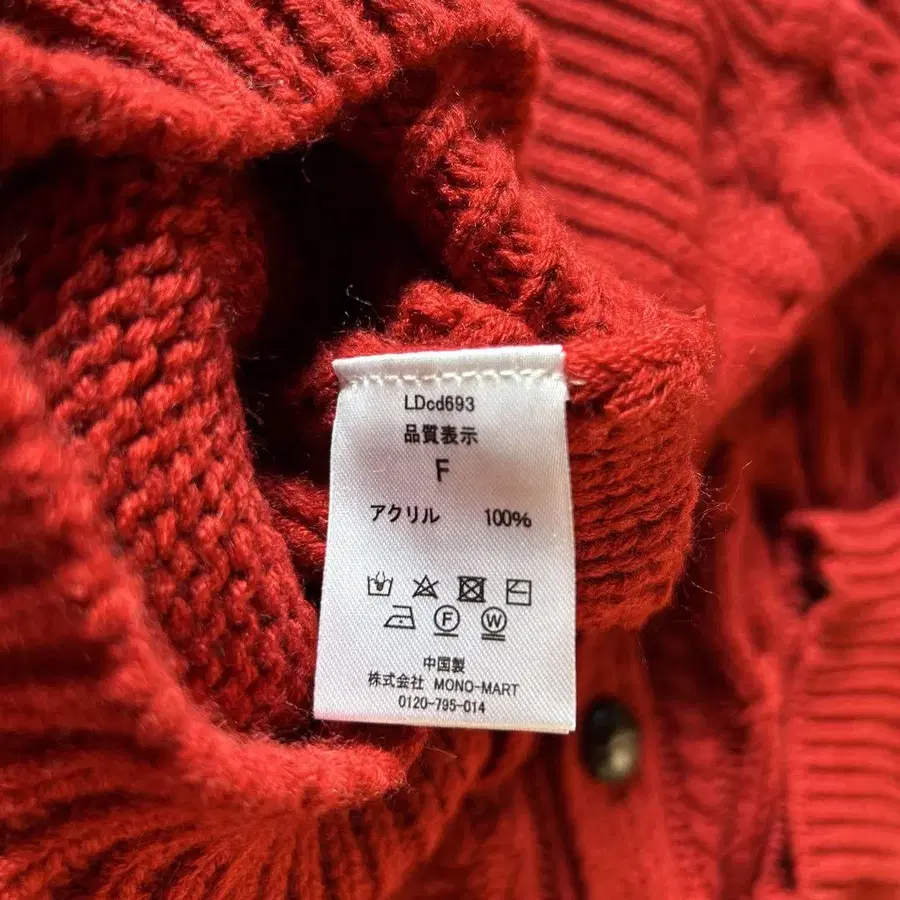 LDcd693
品質表示
F
アクリル 100%
F W
中国製
株式会社 MONO-MART
0120-795-014